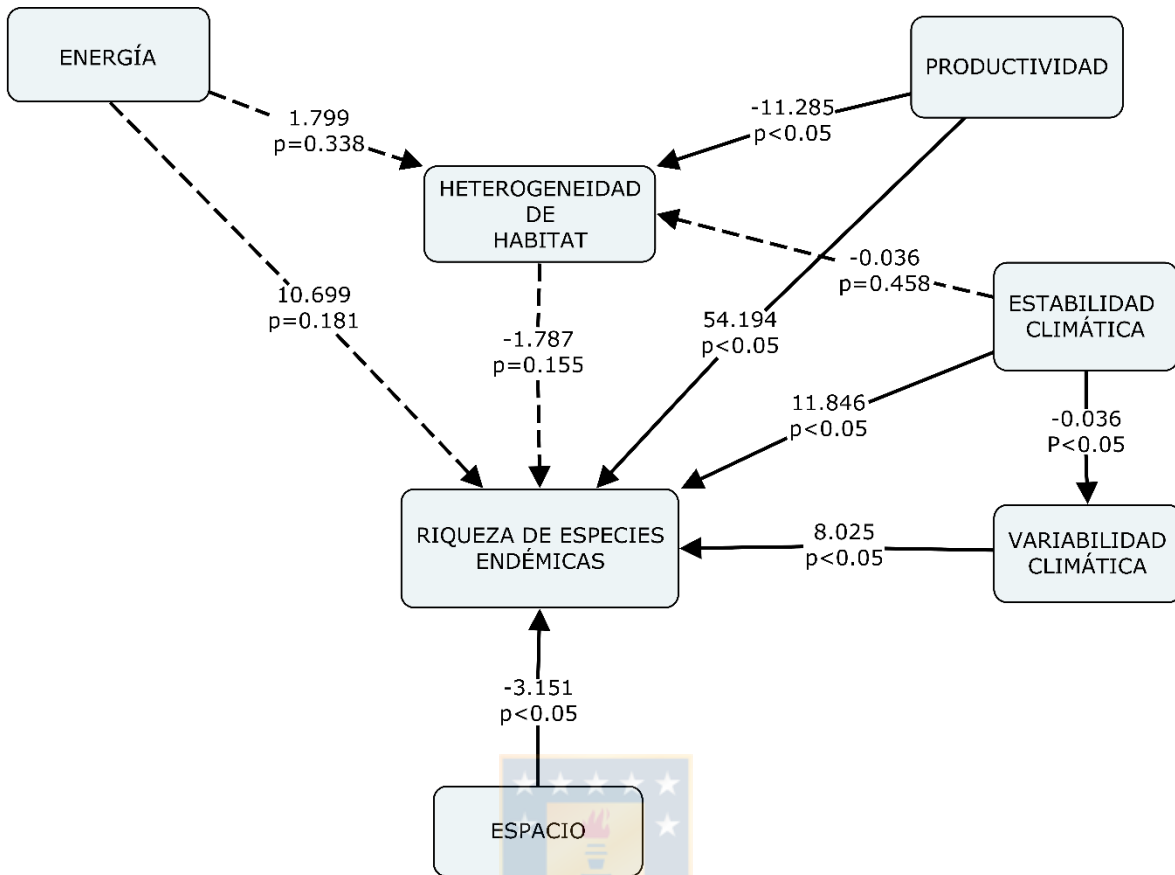 ENERGÍA
PRODUCTIVIDAD
1.799
p=0.338
-11.285
p<0.05
HETEROGENEIDAD
DE
HABITAT
-0.036
p=0.458
ESTABILIDAD
CLIMÁTICA
10.699
p=0.181
-1.787
p=0.155
54.194
p<0.05
11.846
p<0.05
-0.036
P<0.05
RIQUEZA DE ESPECIES
ENDÉMICAS
8.025
p<0.05
VARIABILIDAD
CLIMÁTICA
-3.151
p<0.05
ESPACIO